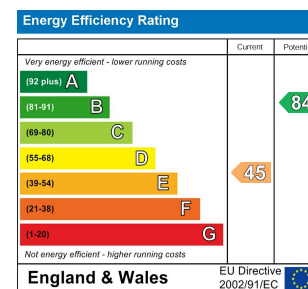 Energy Efficiency Rating
Current Potenti
Very energy efficient - lower running costs
(92 plus) A
(81-91) B 84
(69-80) C
(55-68) D
45
(39-54) E
(21-38) F
(1-20) G
Not energy efficient - higher running costs
England & Wales
EU Directive
2002/91/EC